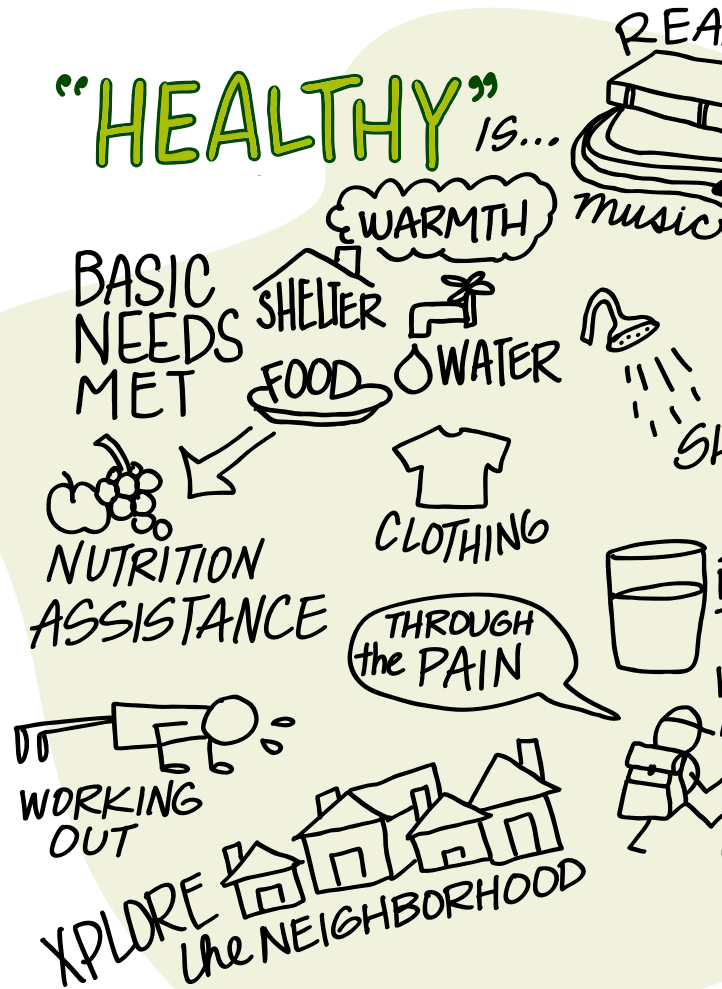 "HEALTHY" IS...
REA
music
WARMTH
BASIC
NEEDS
MET
SHELTER
FOOD
WATER
SH
NUTRITION
ASSISTANCE
CLOTHING
THROUGH
the PAIN
WORKING
OUT
XPLORE
the NEIGHBORHOOD